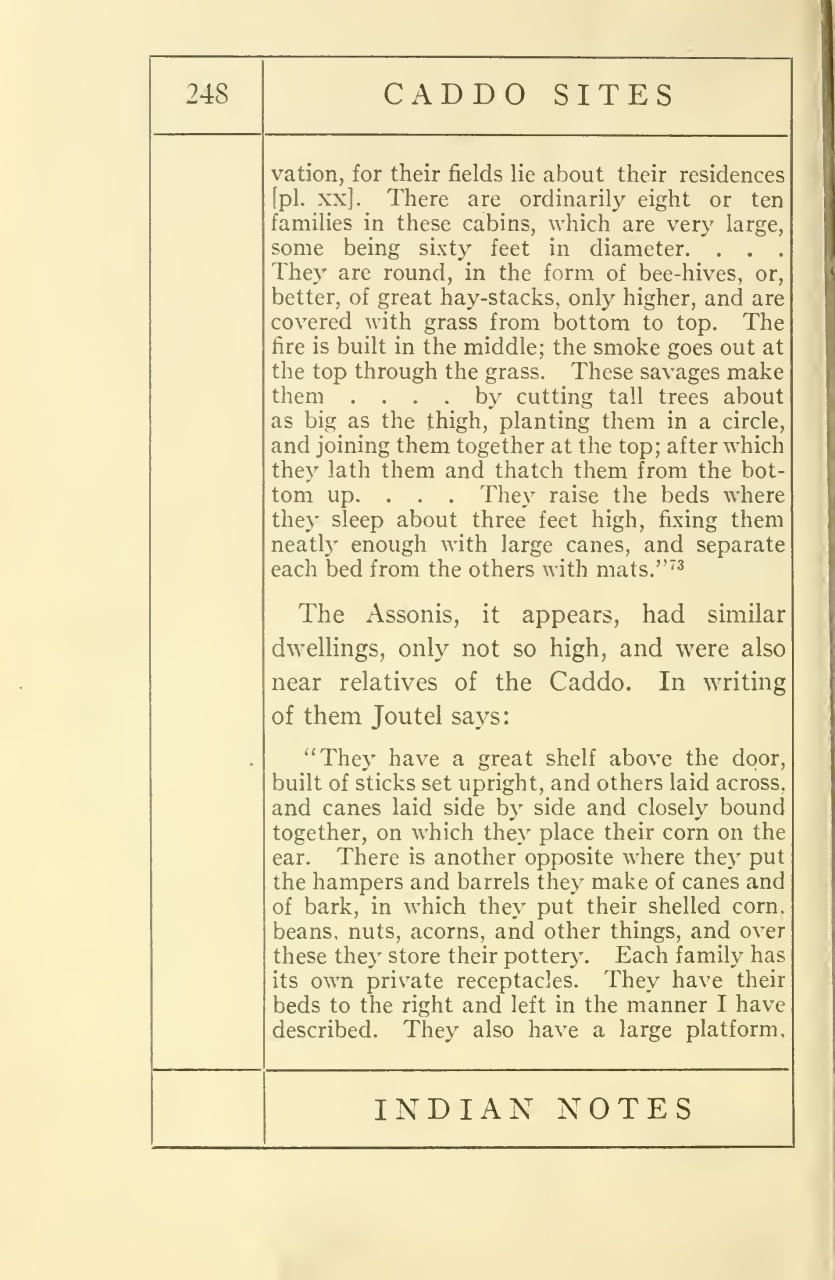 248
CADDO SITES
vation, for their fields lie about their residences
[pl. xx]. There are ordinarily eight or ten
families in these cabins, which are very large,
some being sixty feet in diameter. . . .
They are round, in the form of bee-hives, or,
better, of great hay-stacks, only higher, and are
covered with grass from bottom to top. The
fire is built in the middle; the smoke goes out at
the top through the grass. These savages make
them . . . . by cutting tall trees about
as big as the thigh, planting them in a circle,
and joining them together at the top; after which
they lath them and thatch them from the bot-
tom up. . . . They raise the beds where
they sleep about three feet high, fixing them
neatly enough with large canes, and separate
each bed from the others with mats."73
The Assonis, it appears, had similar
dwellings, only not so high, and were also
near relatives of the Caddo. In writing
of them Joutel says:
"They have a great shelf above the door,
built of sticks set upright, and others laid across,
and canes laid side by side and closely bound
together, on which they place their corn on the
ear. There is another opposite where they put
the hampers and barrels they make of canes and
of bark, in which they put their shelled corn,
beans, nuts, acorns, and other things, and over
these they store their pottery. Each family has
its own private receptacles. They have their
beds to the right and left in the manner I have
described. They also have a large platform,
INDIAN NOTES